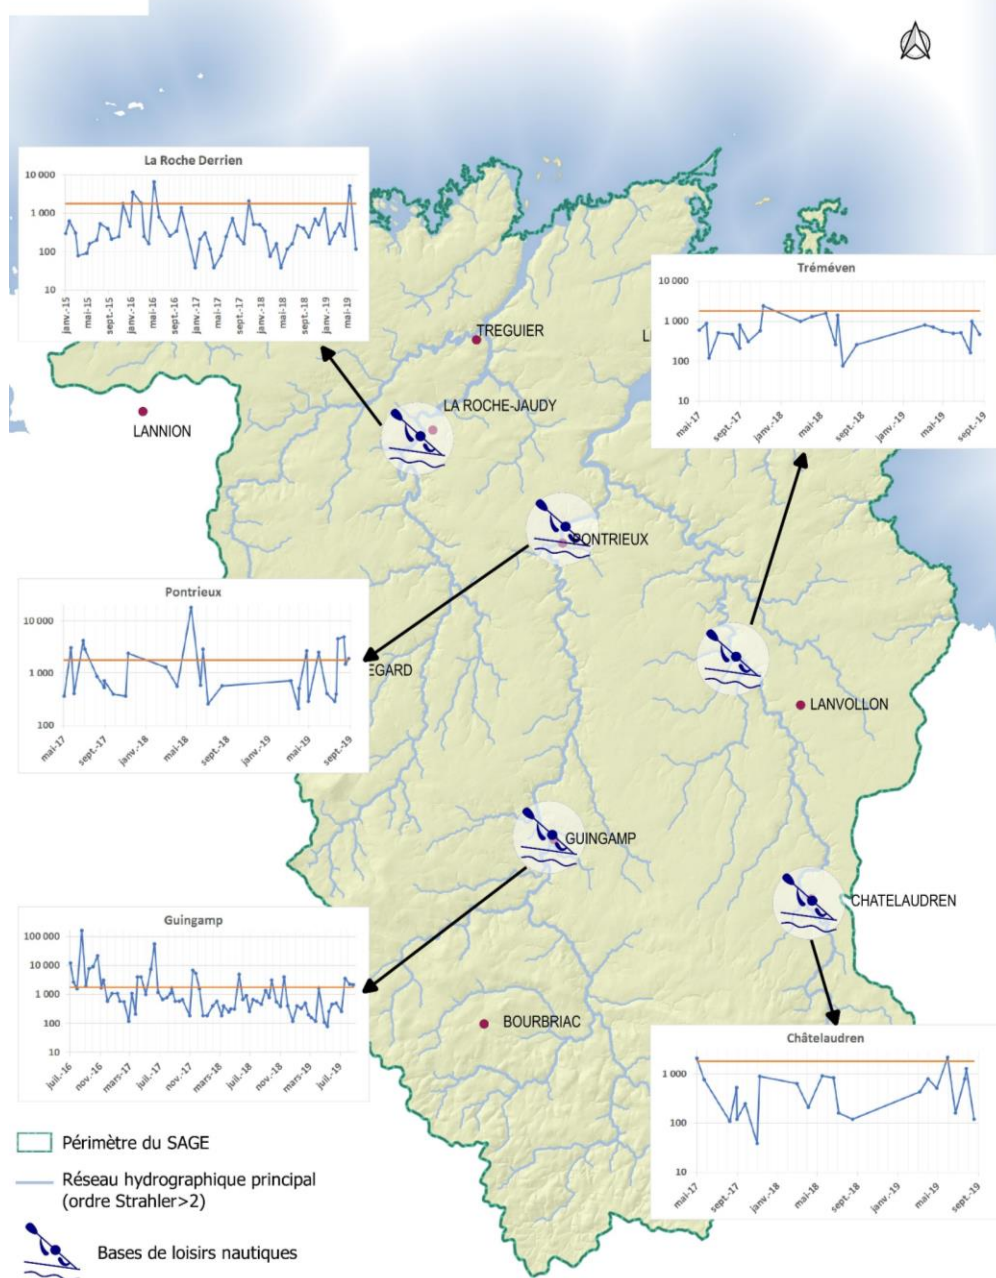 La Roche Derrien
10 000
1 000
100
10
janv.-15
mai-15
sept.-15
janv.-16
mai-16
sept.-16
janv.-17
mai-17
sept.-17
janv.-18
mai-18
sept.-18
janv.-19
mai-19
Tréméven
10 000
1 000
100
10
mai-17
sept.-17
janv.-18
mai-18
sept.-18
janv.-19
mai-19
sept.-19
TREGUIER
LA ROCHE-JAUDY
LANNION
PONTRIEUX
Pontrieux
10 000
1 000
100
mai-17
sept.-17
janv.-18
mai-18
sept.-18
janv.-19
mai-19
sept.-19
EGARD
LANVOLLON
GUINGAMP
CHATELAUDREN
Guingamp
100 000
10 000
1 000
100
10
juil.-16
nov.-16
mars-17
juil.-17
nov.-17
mars-18
juil.-18
nov.-18
mars-19
juil.-19
BOURBRIAC
Châtelaudren
1 000
100
10
mai-17
sept.-17
janv.-18
mai-18
sept.-18
janv.-19
mai-19
sept.-19
Périmètre du SAGE
Réseau hydrographique principal
(ordre Strahler>2)
Bases de loisirs nautiques